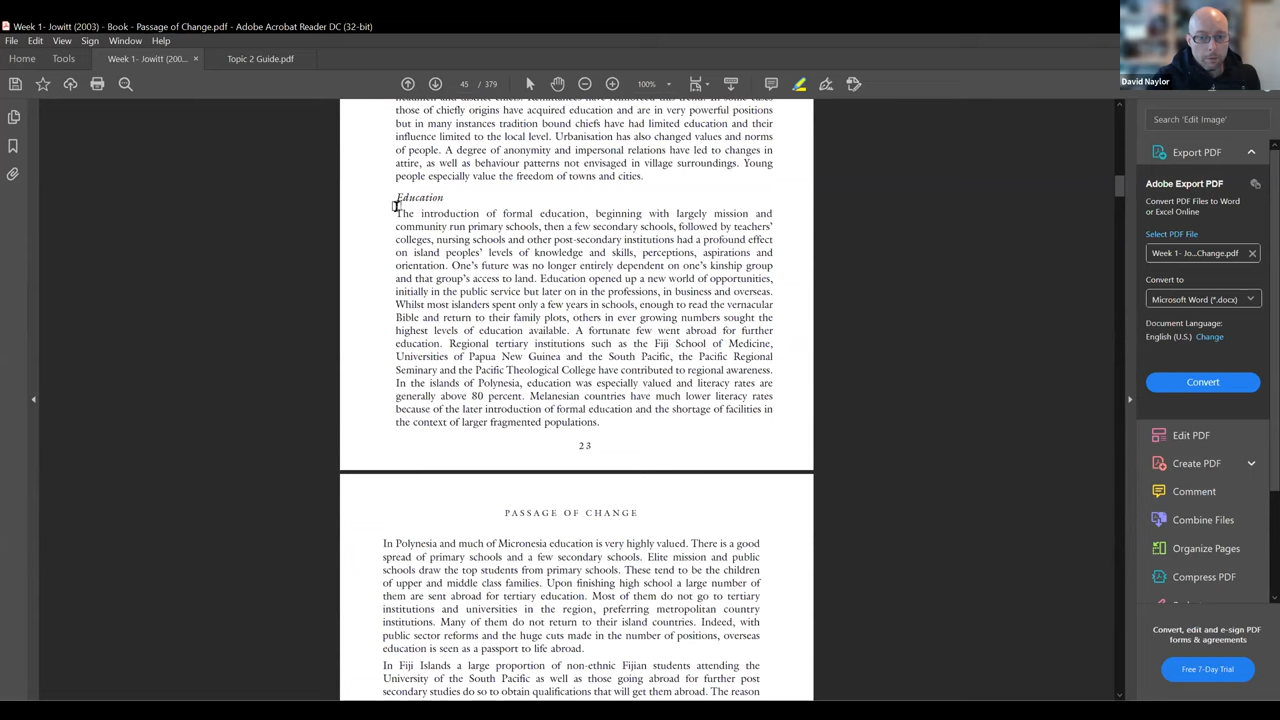 Week 1- Jowitt (2003) - Book - Passage of Change.pdf - Adobe Acrobat Reader DC (32-bit)
File Edit View Sign Window Help
Home Tools Week 1- Jowitt (200... × Topic 2 Guide.pdf
45 / 379 100%
David Naylor
those of chiefly origins have acquired education and are in very powerful positions
but in many instances tradition bound chiefs have had limited education and their
influence limited to the local level. Urbanisation has also changed values and norms
of people. A degree of anonymity and impersonal relations have led to changes in
attire, as well as behaviour patterns not envisaged in village surroundings. Young
people especially value the freedom of towns and cities.
Education
The introduction of formal education, beginning with largely mission and
community run primary schools, then a few secondary schools, followed by teachers'
colleges, nursing schools and other post-secondary institutions had a profound effect
on island peoples' levels of knowledge and skills, perceptions, aspirations and
orientation. One's future was no longer entirely dependent on one's kinship group
and that group's access to land. Education opened up a new world of opportunities,
initially in the public service but later on in the professions, in business and overseas.
Whilst most islanders spent only a few years in schools, enough to read the vernacular
Bible and return to their family plots, others in ever growing numbers sought the
highest levels of education available. A fortunate few went abroad for further
education. Regional tertiary institutions such as the Fiji School of Medicine,
Universities of Papua New Guinea and the South Pacific, the Pacific Regional
Seminary and the Pacific Theological College have contributed to regional awareness.
In the islands of Polynesia, education was especially valued and literacy rates are
generally above 80 percent. Melanesian countries have much lower literacy rates
because of the later introduction of formal education and the shortage of facilities in
the context of larger fragmented populations.
23
PASSAGE OF CHANGE
In Polynesia and much of Micronesia education is very highly valued. There is a good
spread of primary schools and a few secondary schools. Elite mission and public
schools draw the top students from primary schools. These tend to be the children
of upper and middle class families. Upon finishing high school a large number of
them are sent abroad for tertiary education. Most of them do not go to tertiary
institutions and universities in the region, preferring metropolitan country
institutions. Many of them do not return to their island countries. Indeed, with
public sector reforms and the huge cuts made in the number of positions, overseas
education is seen as a passport to life abroad.
In Fiji Islands a large proportion of non-ethnic Fijian students attending the
University of the South Pacific as well as those going abroad for further post
secondary studies do so to obtain qualifications that will get them abroad. The reason
Search 'Edit Image'
Export PDF
Adobe Export PDF
Convert PDF Files to Word
or Excel Online
Select PDF File
Week 1- Jo...Change.pdf
Convert to
Microsoft Word (*.docx)
Document Language:
English (U.S.) Change
Convert
Edit PDF
Create PDF
Comment
Combine Files
Organize Pages
Compress PDF
Convert, edit and e-sign PDF
forms & agreements
Free 7-Day Trial